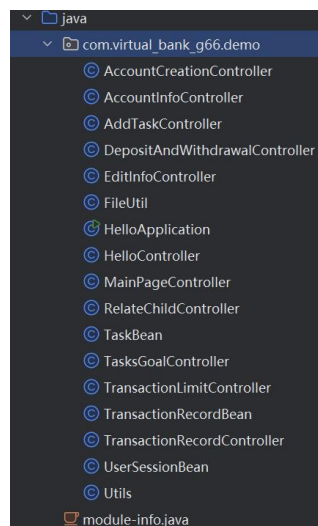 java
com.virtual_bank_g66.demo
AccountCreationController
AccountInfoController
AddTaskController
DepositAndWithdrawalController
EditInfoController
FileUtil
HelloApplication
HelloController
MainPageController
RelateChildController
TaskBean
TasksGoalController
TransactionLimitController
TransactionRecordBean
TransactionRecordController
UserSessionBean
Utils
module-info.java